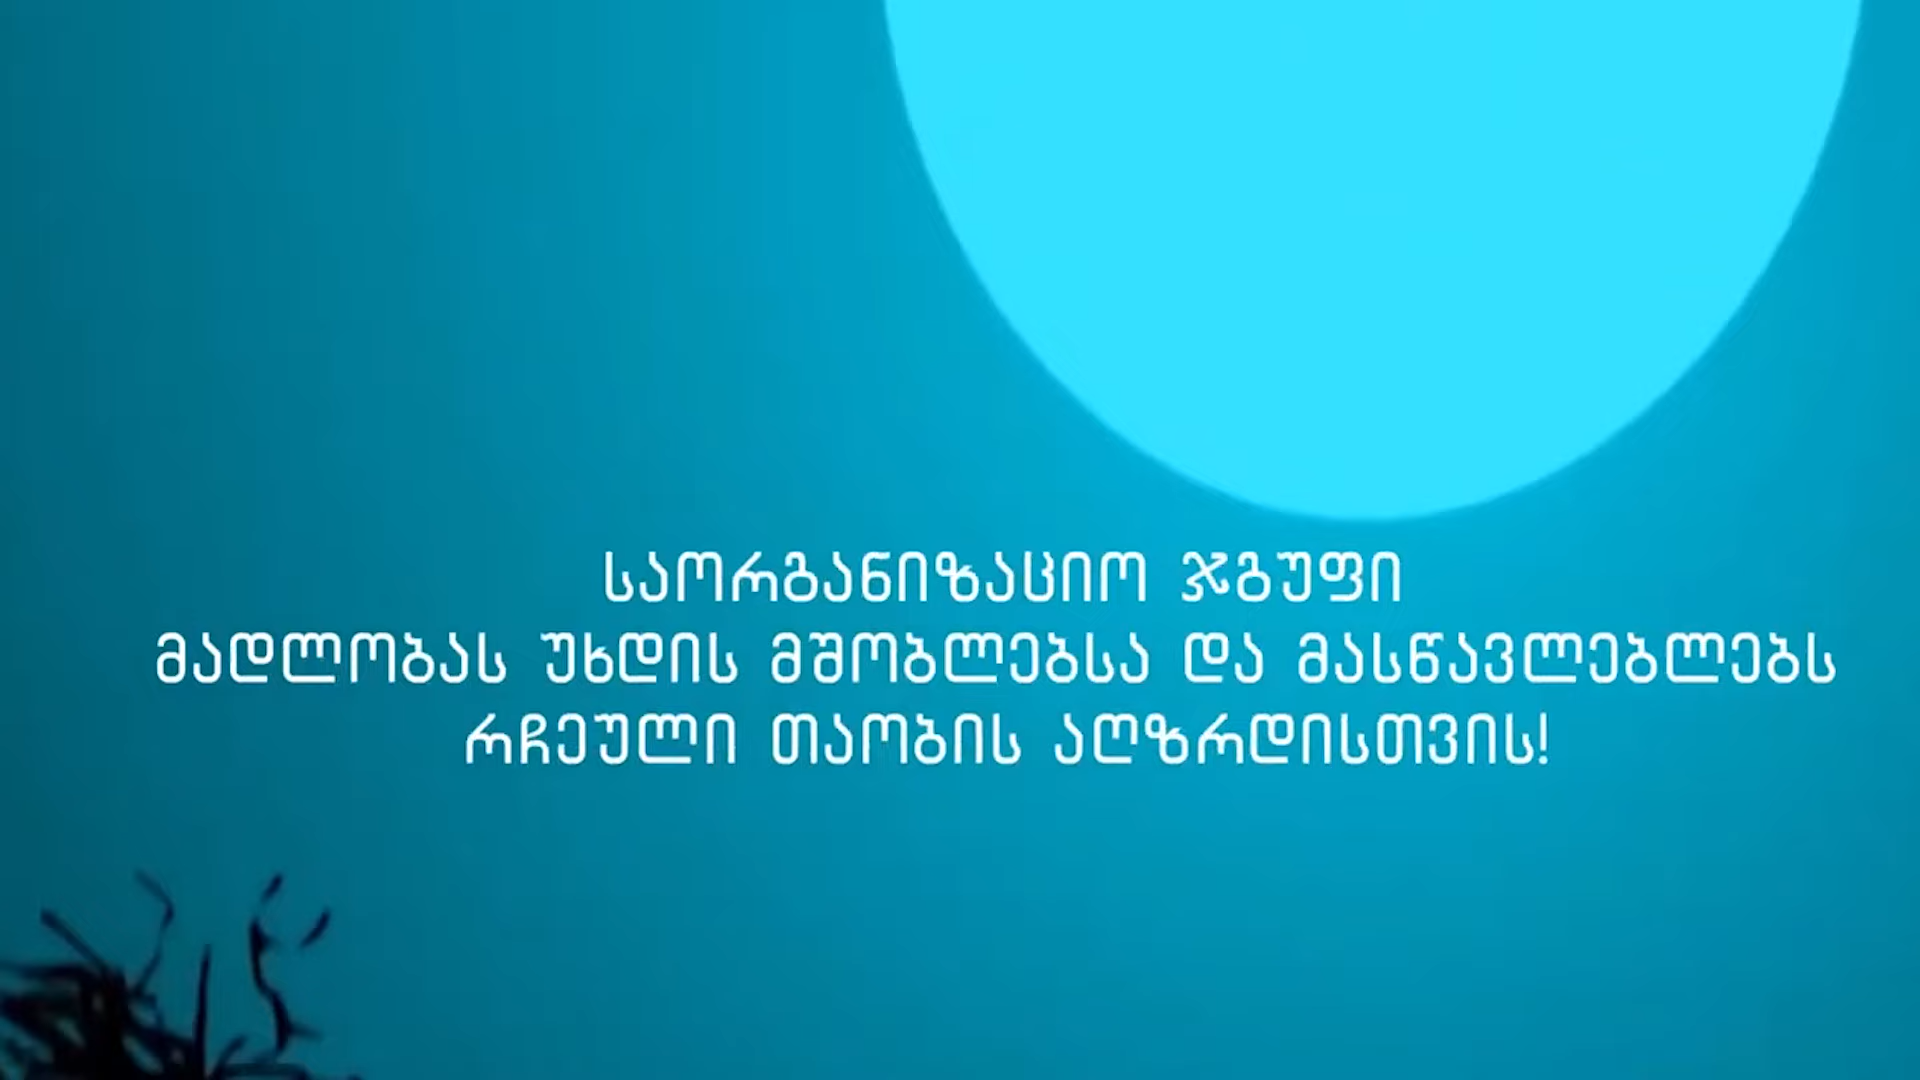 საორგანიზაციო ჯგუფი
მადლობას უხდის მშობლებსა და მასწავლებლებს
რჩეული თაობის აღზრდისთვის!